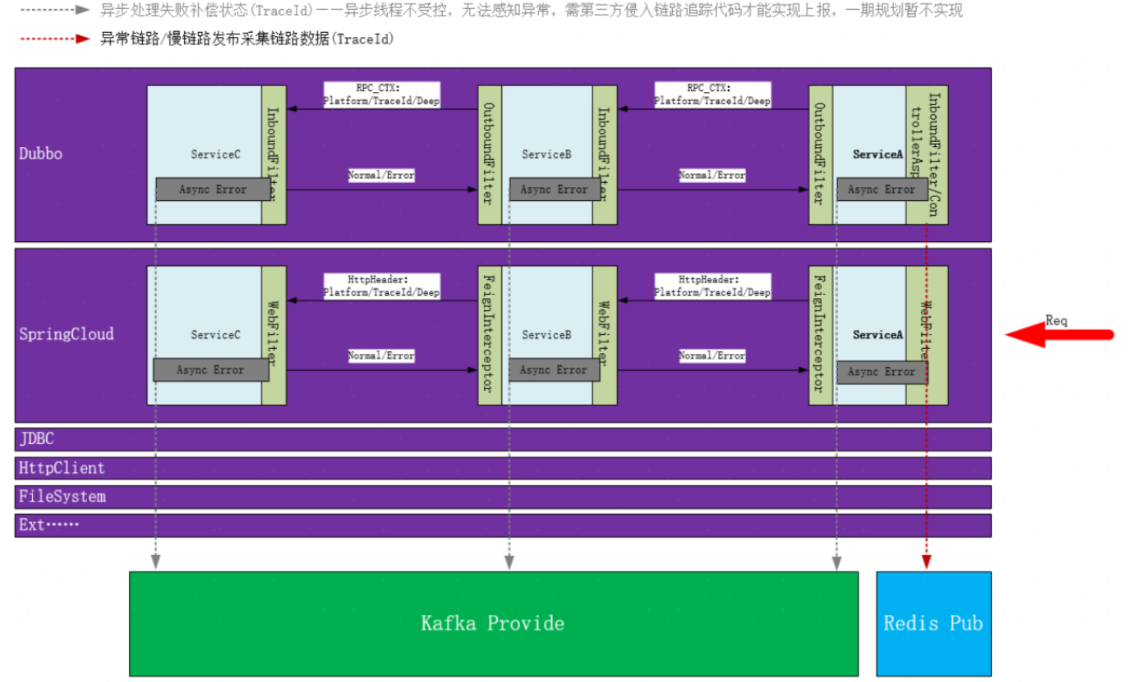 异步处理失败补偿状态(TraceId)——异步线程不受控，无法感知异常，需第三方侵入链路追踪代码才能实现上报，一期规划暂不实现
异常链路/慢链路发布采集链路数据(TraceId)
Dubbo
ServiceC
Async Error
InboundFilter
RPC_CTX:
Platform/TraceId/Deep
Normal/Error
OutboundFilter
ServiceB
Async Error
InboundFilter
RPC_CTX:
Platform/TraceId/Deep
Normal/Error
OutboundFilter
ServiceA
Async Error
InboundFilter/Con
trollerAsp
SpringCloud
ServiceC
Async Error
WebFilter
HttpHeader:
Platform/TraceId/Deep
Normal/Error
FeignInterceptor
ServiceB
Async Error
WebFilter
HttpHeader:
Platform/TraceId/Deep
Normal/Error
FeignInterceptor
ServiceA
Async Error
WebFilter
Req
JDBC
HttpClient
FileSystem
Ext······
Kafka Provide
Redis Pub